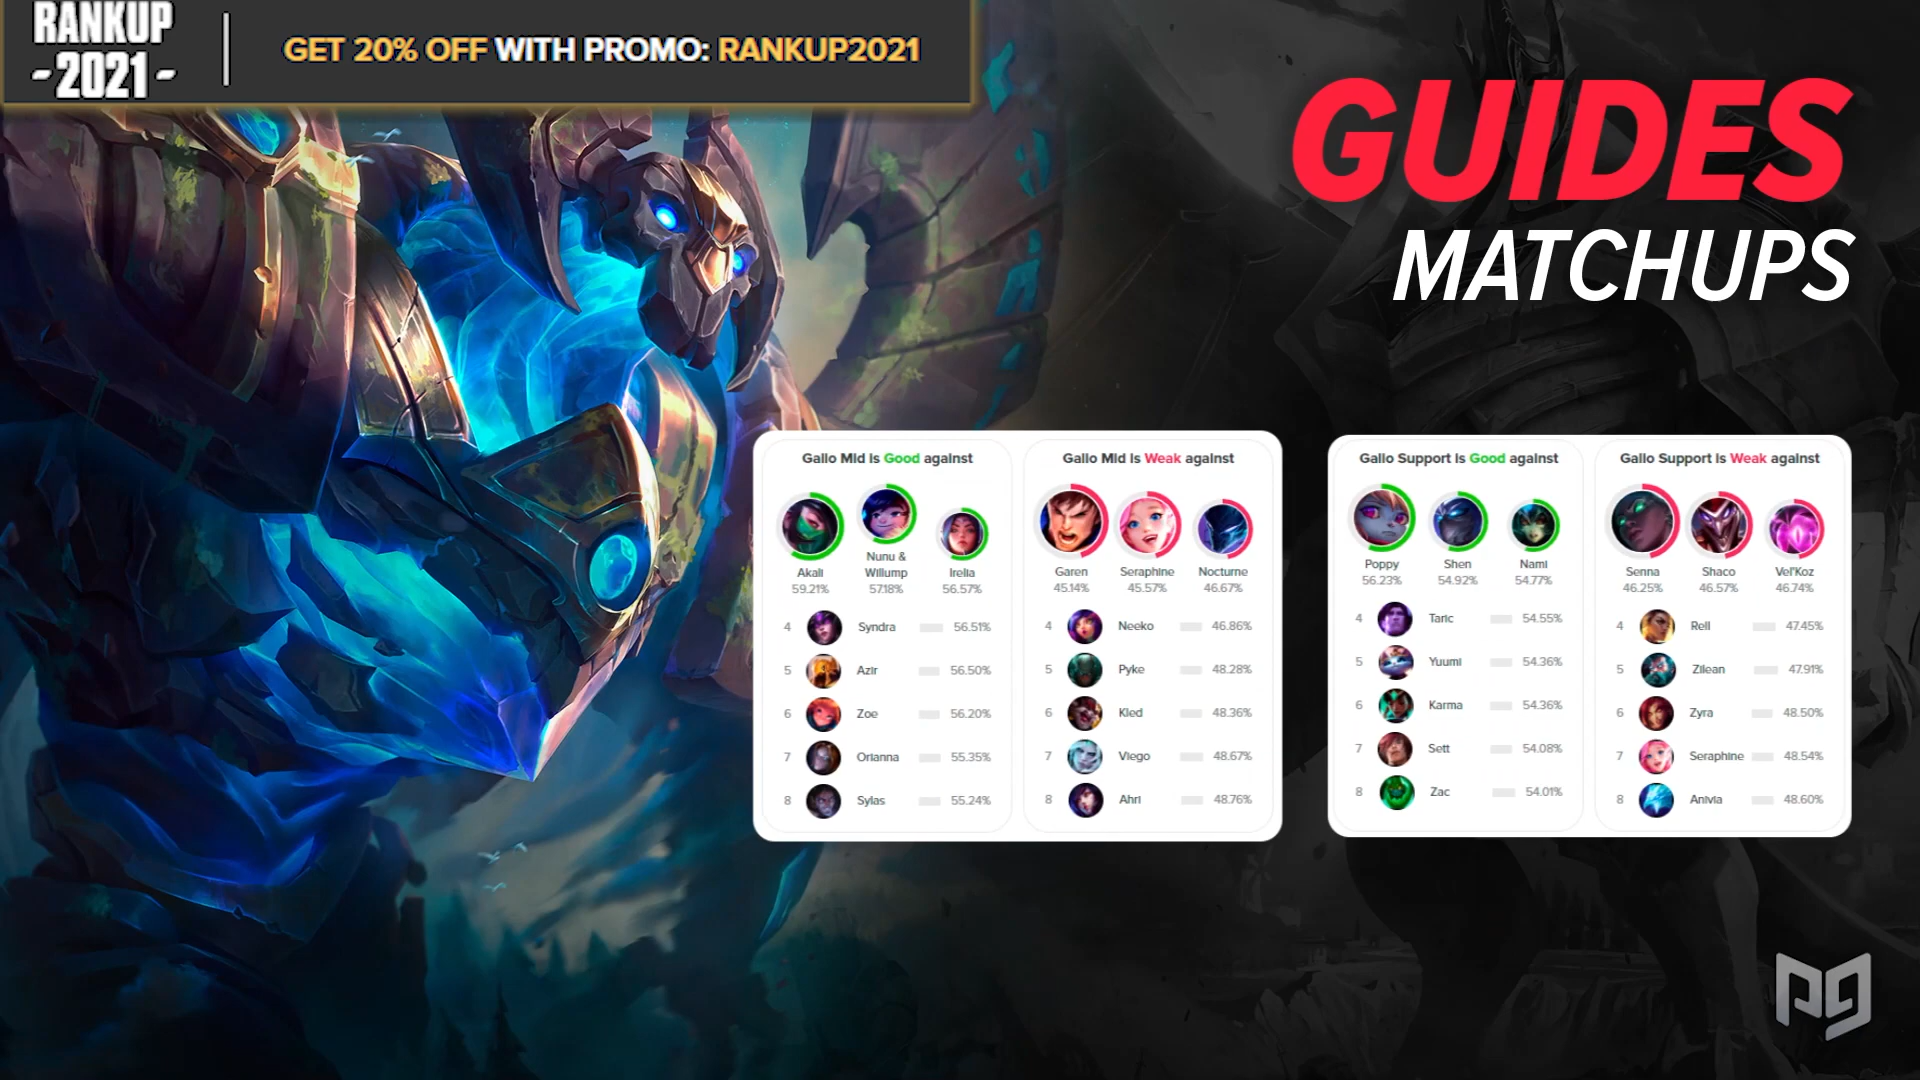 RANKUP
-2021-
GET 20% OFF WITH PROMO: RANKUP2021
GUIDES
MATCHUPS
Gallo Mid is Good against
Akali
59.21%
Nunu &
Willump
57.18%
Irelia
56.57%
4 Syndra 56.51%
5 Azir 56.50%
6 Zoe 56.20%
7 Orianna 55.35%
8 Sylas 55.24%
Gallo Mid is Weak against
Garen
45.14%
Seraphine
45.57%
Nocturne
46.67%
4 Neeko 46.86%
5 Pyke 48.28%
6 Kled 48.36%
7 Viego 48.67%
8 Ahri 48.76%
Gallo Support is Good against
Poppy
56.23%
Shen
54.92%
Nami
54.77%
4 Taric 54.55%
5 Yuumi 54.36%
6 Karma 54.36%
7 Sett 54.08%
8 Zac 54.01%
Gallo Support is Weak against
Senna
46.25%
Shaco
46.57%
Vel'Koz
46.74%
4 Rell 47.45%
5 Zilean 47.91%
6 Zyra 48.50%
7 Seraphine 48.54%
8 Anivia 48.60%
pg